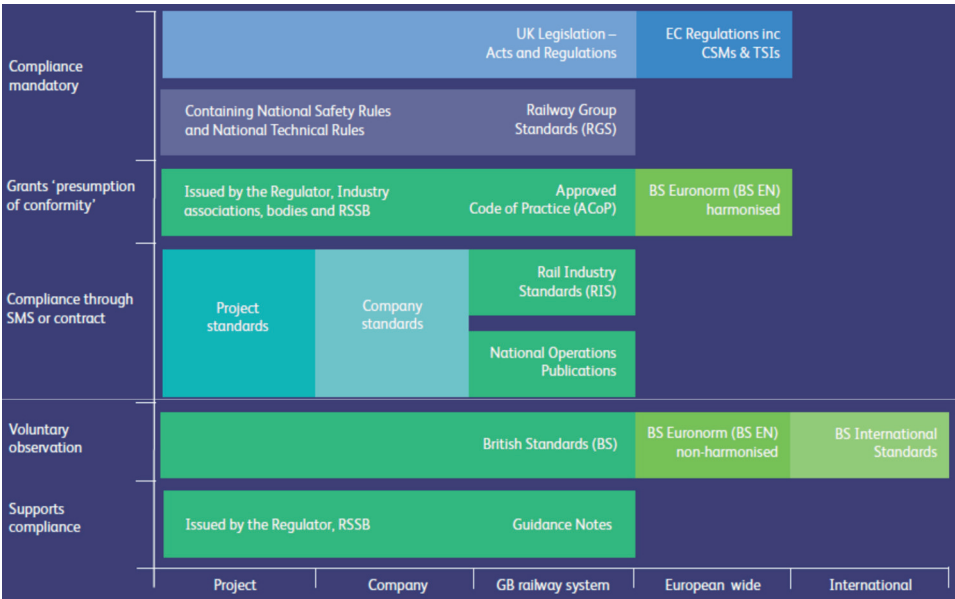 Compliance
mandatory
UK Legislation –
Acts and Regulations
EC Regulations inc
CSMs & TSIs
Containing National Safety Rules
and National Technical Rules
Railway Group
Standards (RGS)
Grants ‘presumption
of conformity’
Issued by the Regulator, Industry
associations, bodies and RSSB
Approved
Code of Practice (ACoP)
BS Euronorm (BS EN)
harmonised
Compliance through
SMS or contract
Project
standards
Company
standards
Rail Industry
Standards (RIS)
National Operations
Publications
Voluntary
observation
British Standards (BS)
BS Euronorm (BS EN)
non-harmonised
BS International
Standards
Supports
compliance
Issued by the Regulator, RSSB
Guidance Notes
Project
Company
GB railway system
European wide
International